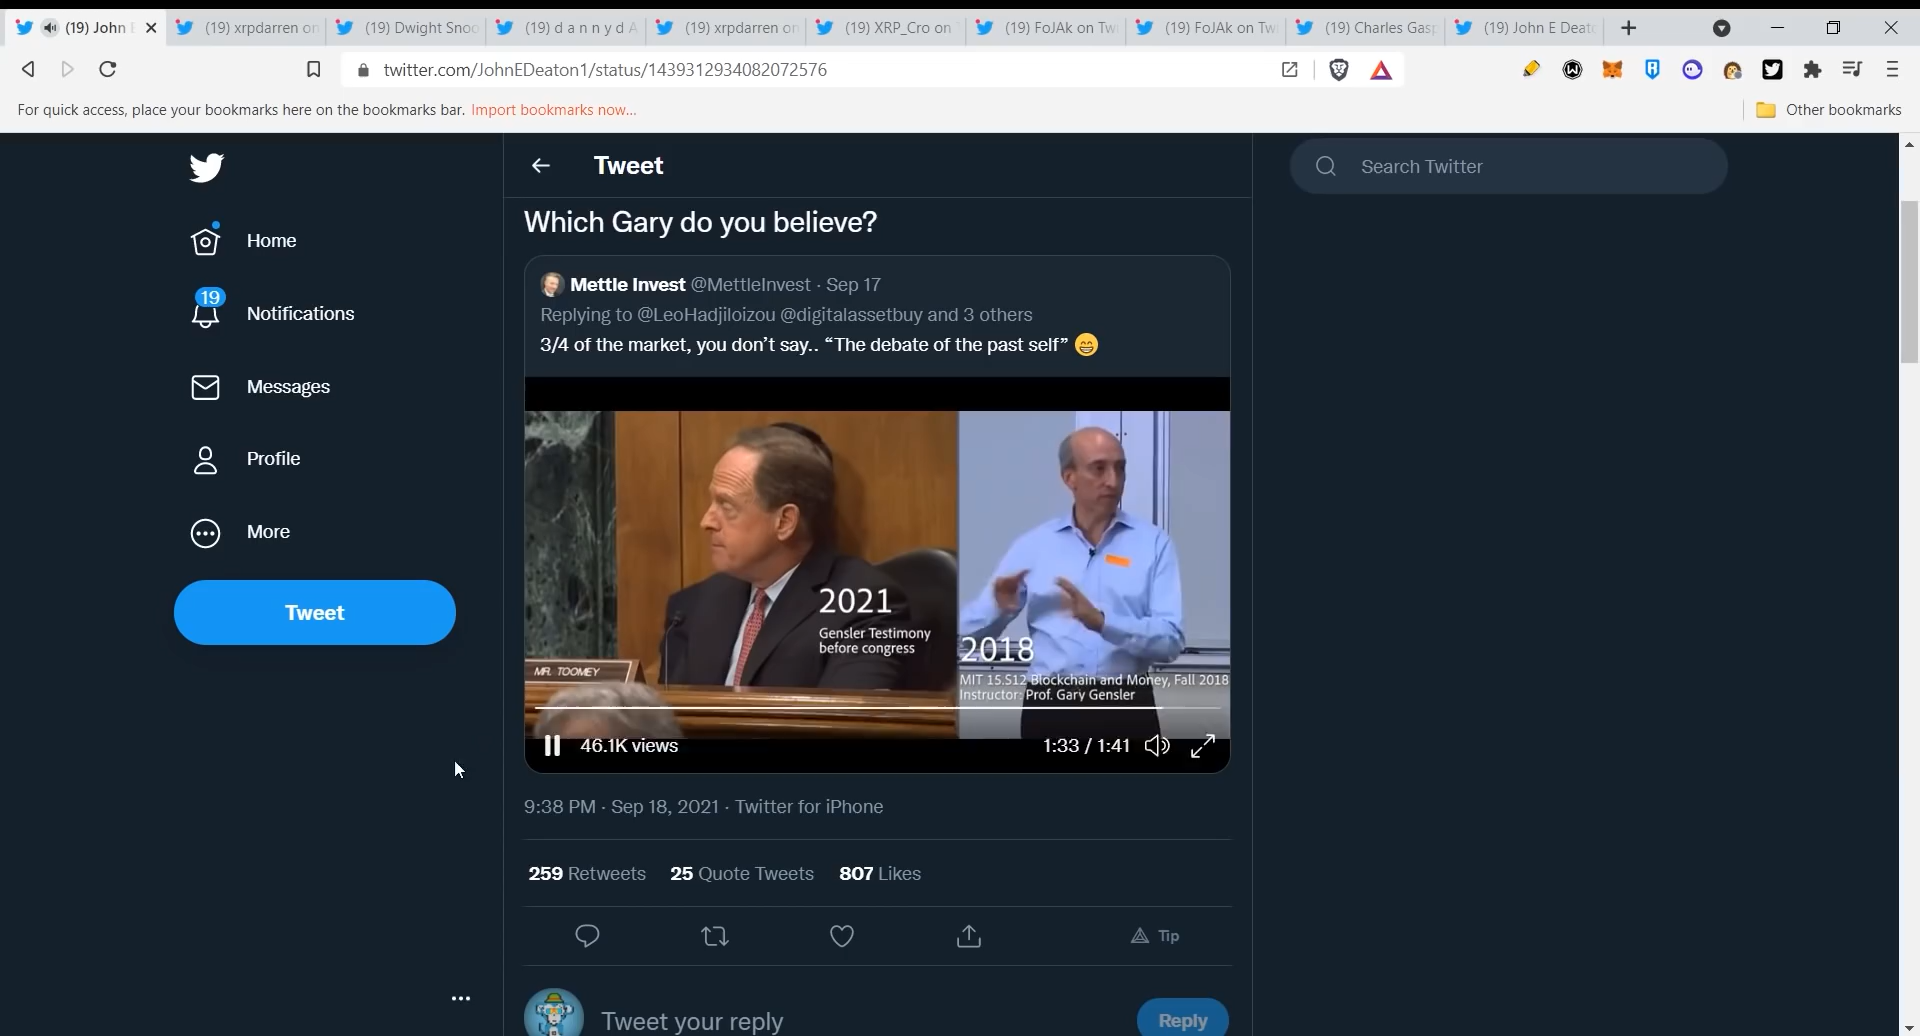 (19) John
(19) xrpdarren on
(19) Dwight Snoo
(19) d a n n y d A
(19) xrpdarren on
(19) XRP_Cro on
(19) FoJAk on Tw
(19) FoJAk on Twi
(19) Charles Gasp
(19) John E Deato
twitter.com/JohnEDeaton1/status/1439312934082072576
For quick access, place your bookmarks here on the bookmarks bar. Import bookmarks now...
Other bookmarks
Tweet
Search Twitter
Which Gary do you believe?
Home
19
Notifications
Messages
Profile
More
Tweet
Mettle Invest @MettleInvest · Sep 17
Replying to @LeoHadjiloizou @digitalassetbuy and 3 others
3/4 of the market, you don't say.. “The debate of the past self” 😁
2021
Gensler Testimony
before congress
MR. TOOMEY
2018
MIT 15.S12 Blockchain and Money, Fall 2018
Instructor: Prof. Gary Gensler
46.1K views
1:33 / 1:41
9:38 PM · Sep 18, 2021 · Twitter for iPhone
259 Retweets 25 Quote Tweets 807 Likes
Tip
Tweet your reply
Reply